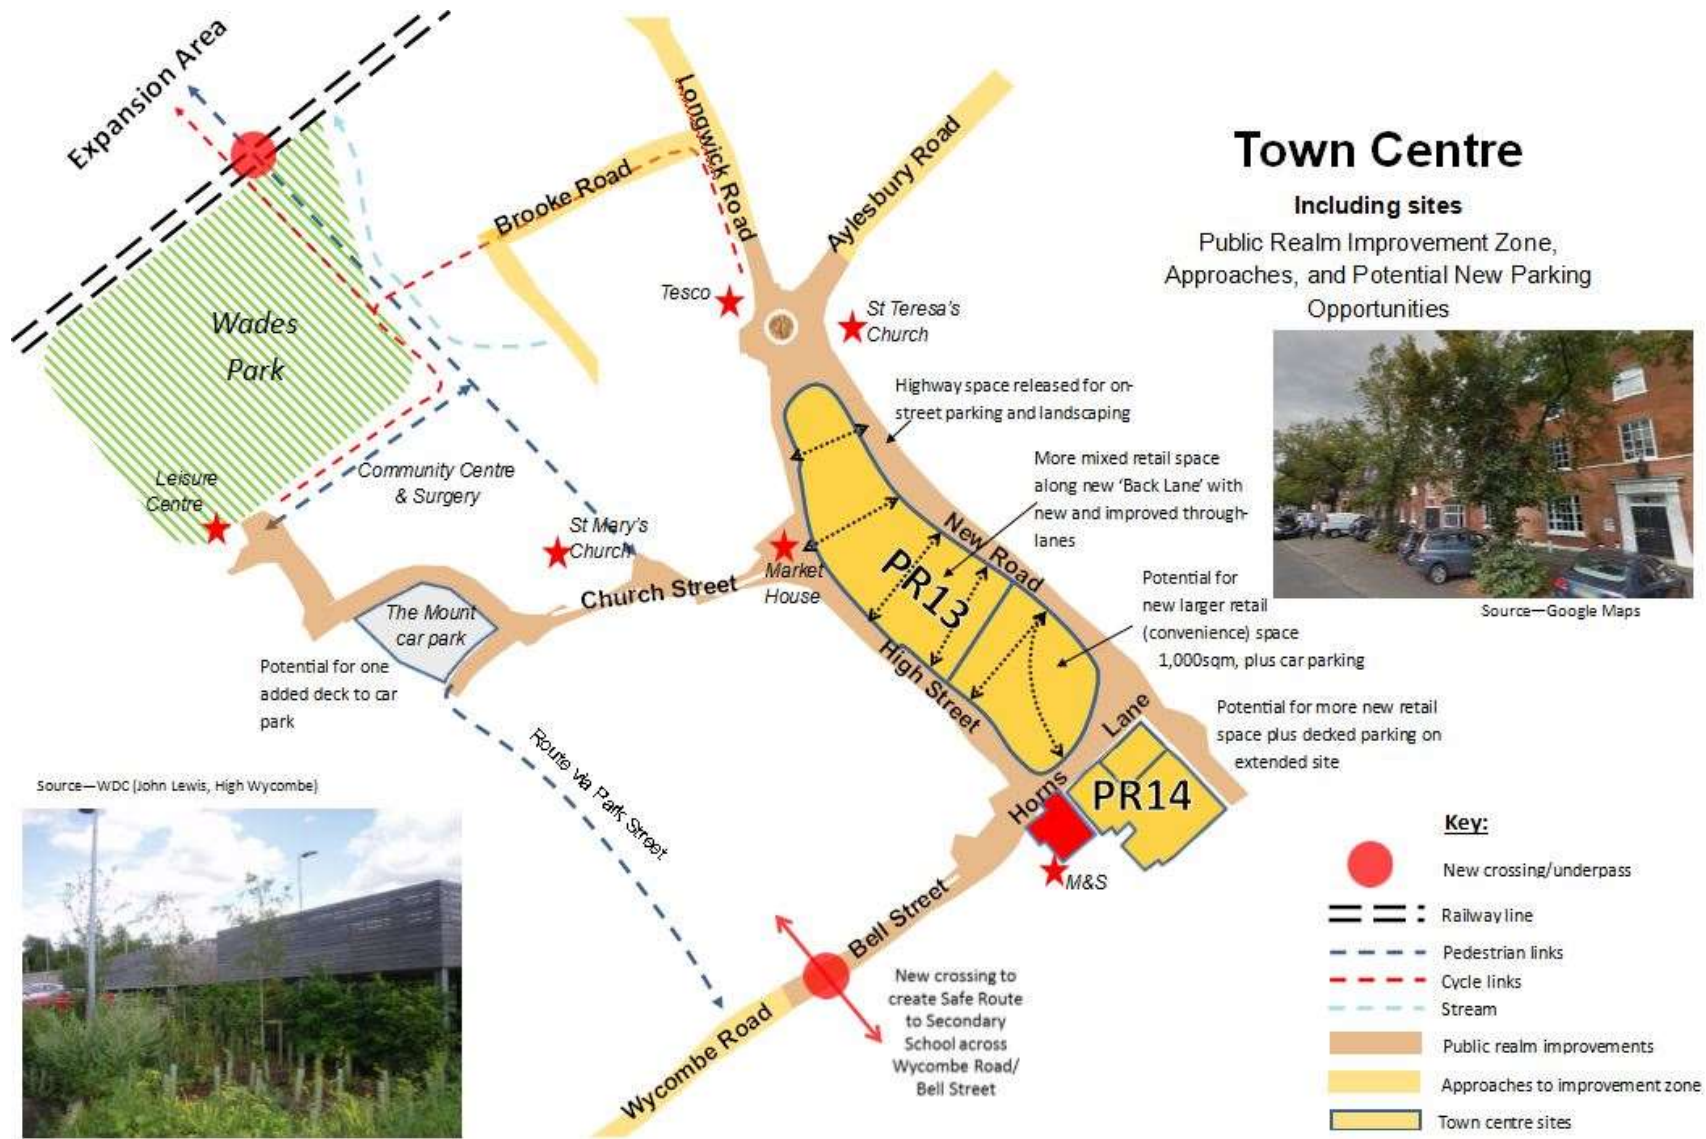 Expansion Area
Longwick Road
Aylesbury Road
Brooke Road
Town Centre
Including sites
Public Realm Improvement Zone,
Approaches, and Potential New Parking
Opportunities
Tesco
St Teresa's
Church
Wades
Park
Highway space released for on-
street parking and landscaping
More mixed retail space
along new ‘Back Lane’ with
new and improved through-
lanes
Leisure
Centre
Community Centre
& Surgery
St Mary's
Church
Market
House
Church Street
New Road
PR13
High Street
Potential for
new larger retail
(convenience) space
1,000sqm, plus car parking
Source—Google Maps
The Mount
car park
Potential for one
added deck to car
park
Potential for more new retail
space plus decked parking on
extended site
Horns Lane
PR14
M&S
Route via Park Street
Source—WDC (John Lewis, High Wycombe)
Bell Street
Wycombe Road
New crossing to
create Safe Route
to Secondary
School across
Wycombe Road/
Bell Street
Key:
New crossing/underpass
Railway line
Pedestrian links
Cycle links
Stream
Public realm improvements
Approaches to improvement zone
Town centre sites